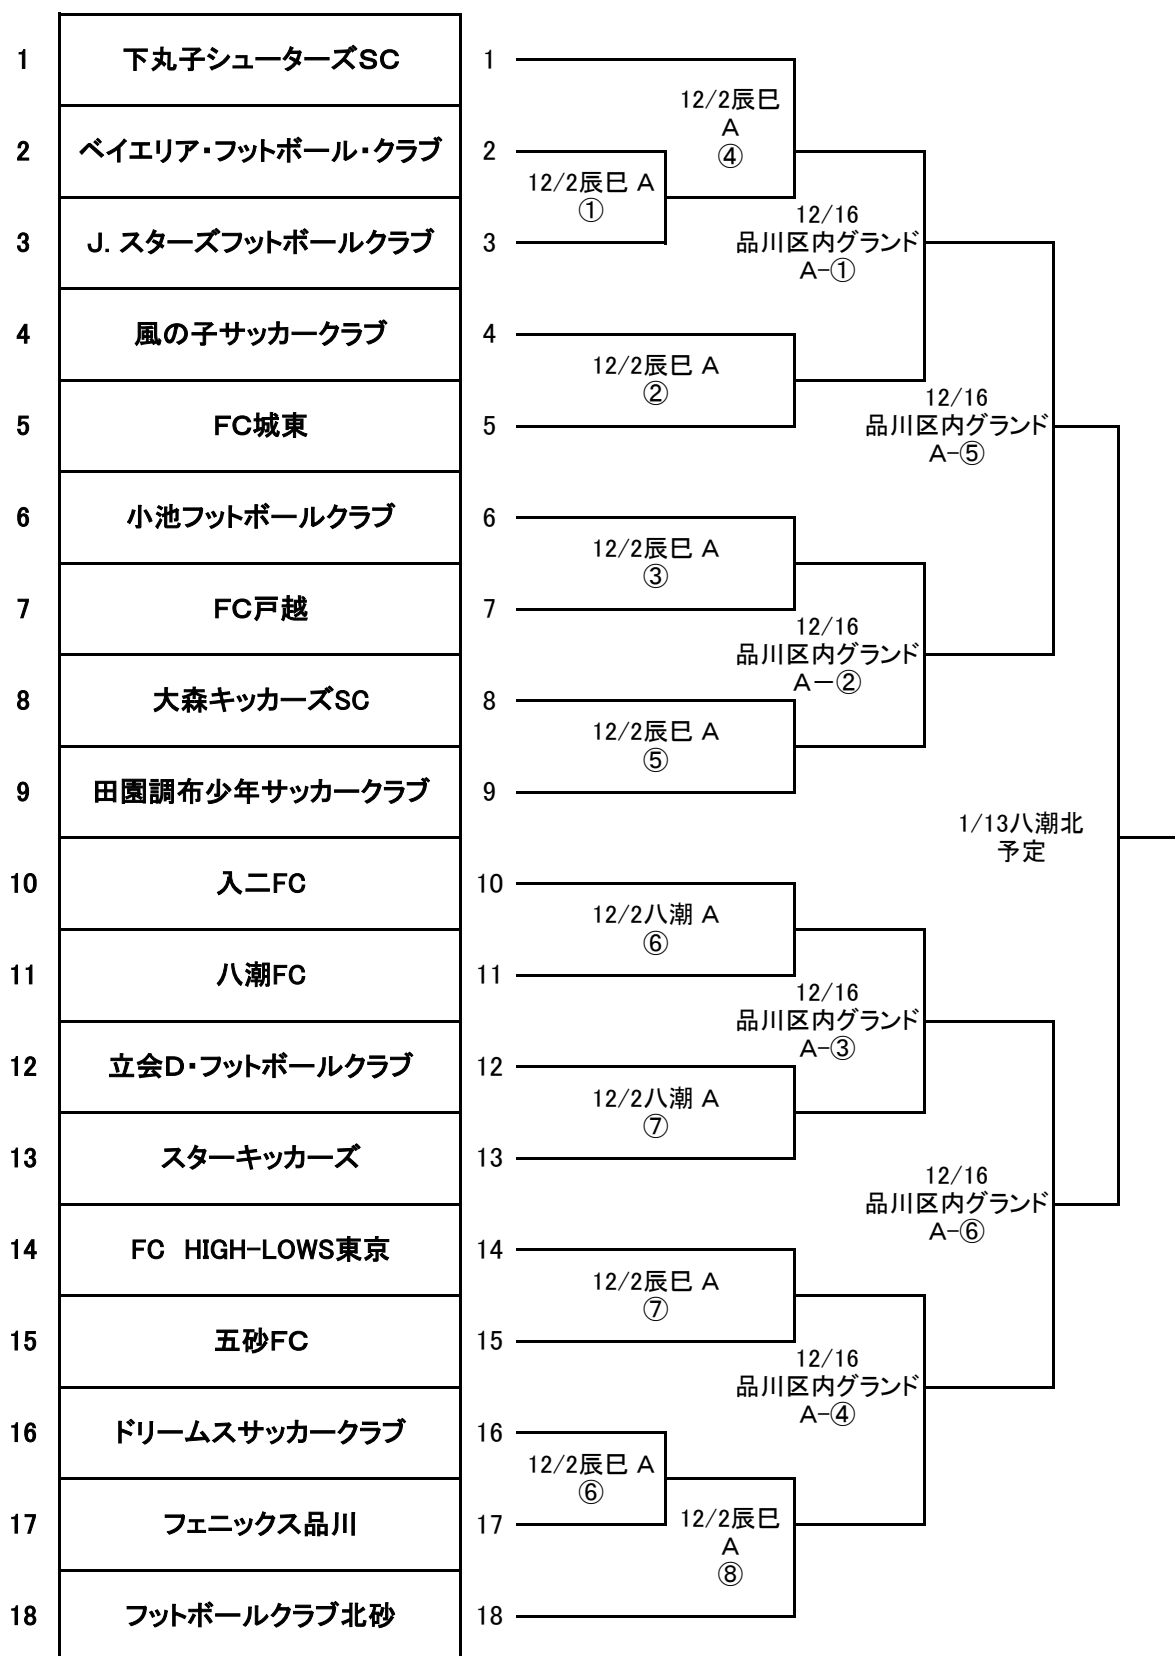 1 下丸子シューターズSC 1
12/2辰巳
A
④
2 ベイエリア・フットボール・クラブ 2
12/2辰巳 A
①
3 J. スターズフットボールクラブ 3
12/16
品川区内グランド
A-①
4 風の子サッカークラブ 4
12/2辰巳 A
②
5 FC城東 5
12/16
品川区内グランド
A-⑤
6 小池フットボールクラブ 6
12/2辰巳 A
③
7 FC戸越 7
12/16
品川区内グランド
A-②
8 大森キッカーズSC 8
12/2辰巳 A
⑤
9 田園調布少年サッカークラブ 9
1/13八潮北
予定
10 入二FC 10
12/2八潮 A
⑥
11 八潮FC 11
12/16
品川区内グランド
A-③
12 立会D・フットボールクラブ 12
12/2八潮 A
⑦
13 スターキッカーズ 13
12/16
品川区内グランド
A-⑥
14 FC HIGH-LOWS東京 14
12/2辰巳 A
⑦
15 五砂FC 15
12/16
品川区内グランド
A-④
16 ドリームスサッカークラブ 16
12/2辰巳 A
⑥
17 フェニックス品川 17
12/2辰巳
A
⑧
18 フットボールクラブ北砂 18